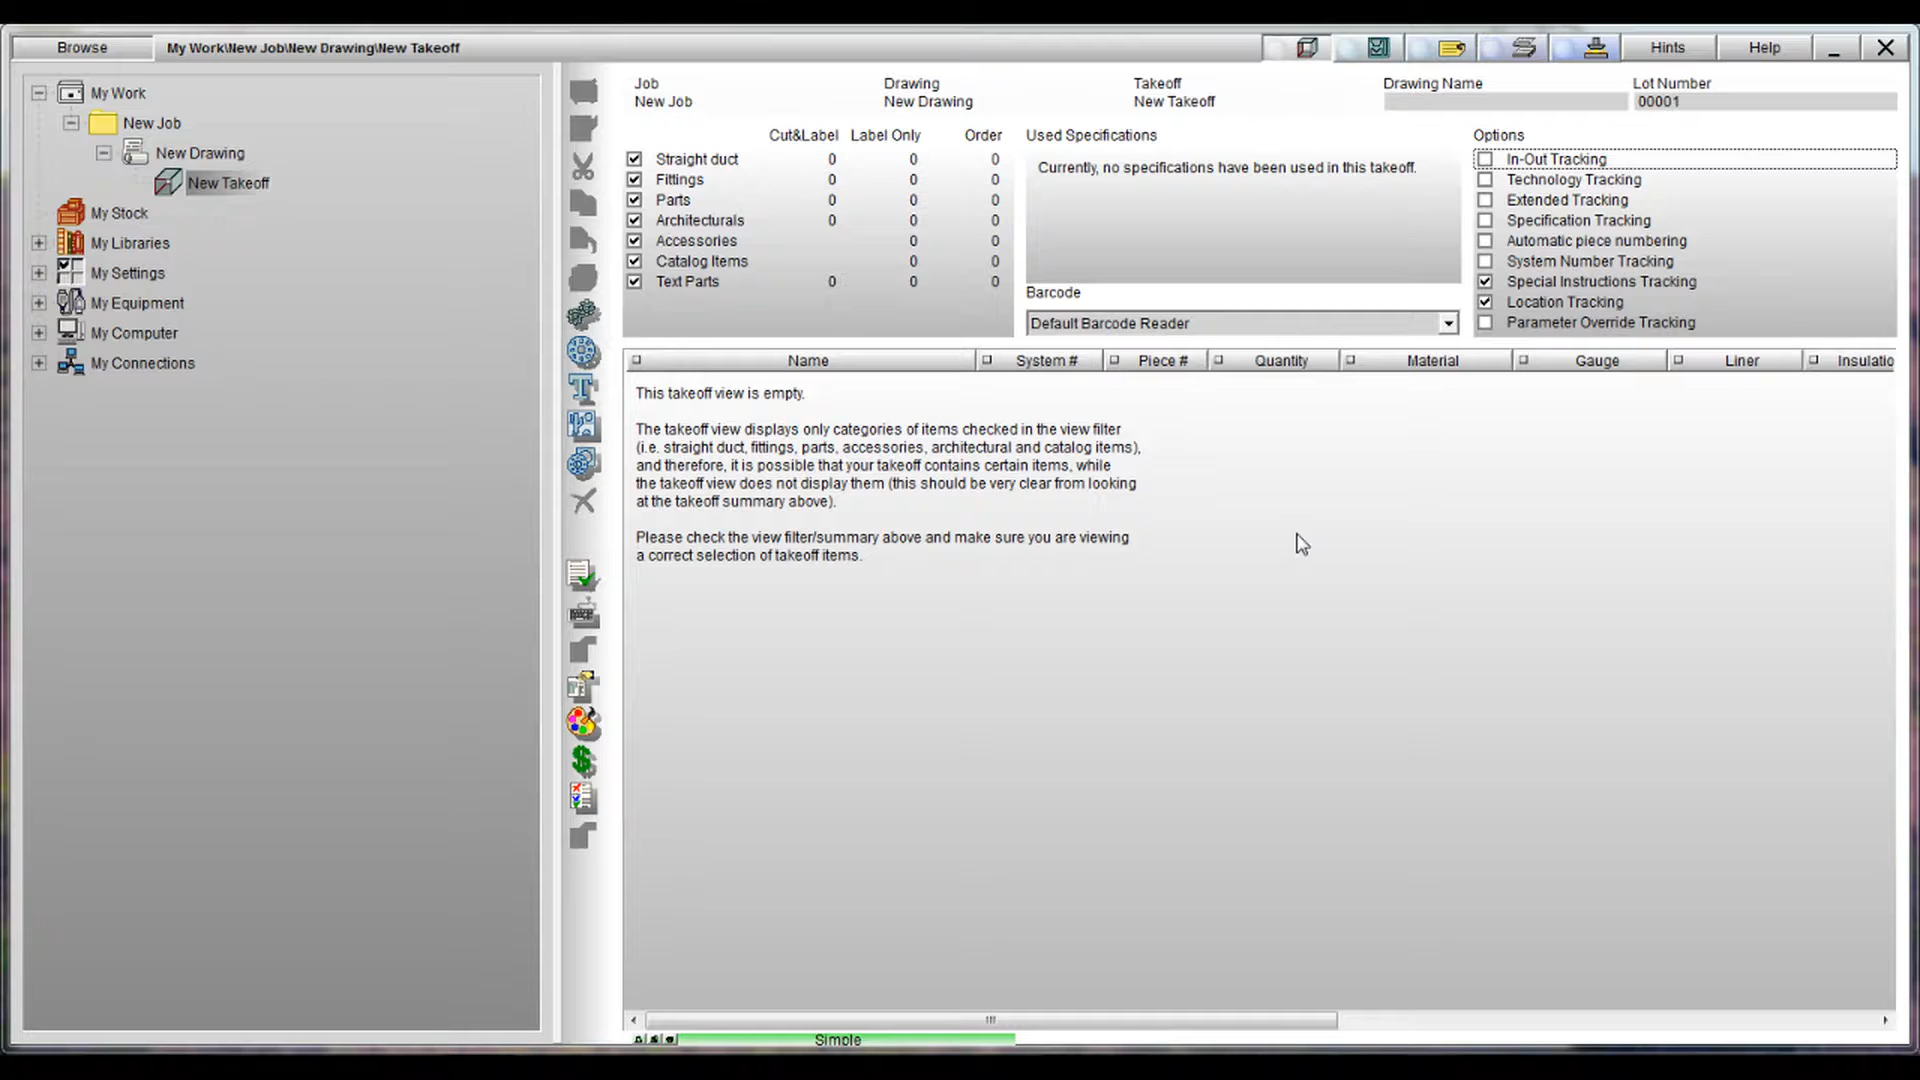 Browse
My Work\New Job\New Drawing\New Takeoff
Hints
Help
My Work
New Job
New Drawing
New Takeoff
My Stock
My Libraries
My Settings
My Equipment
My Computer
My Connections
Job
New Job
Drawing
New Drawing
Takeoff
New Takeoff
Drawing Name
Lot Number
00001
Cut&Label Label Only Order
Straight duct 0 0 0
Fittings 0 0 0
Parts 0 0 0
Architecturals 0 0 0
Accessories 0 0
Catalog Items 0 0
Text Parts 0 0 0
Used Specifications
Currently, no specifications have been used in this takeoff.
Barcode
Default Barcode Reader
Options
In-Out Tracking
Technology Tracking
Extended Tracking
Specification Tracking
Automatic piece numbering
System Number Tracking
Special Instructions Tracking
Location Tracking
Parameter Override Tracking
Name System # Piece # Quantity Material Gauge Liner Insulatio
This takeoff view is empty.
The takeoff view displays only categories of items checked in the view filter
(i.e. straight duct, fittings, parts, accessories, architectural and catalog items),
and therefore, it is possible that your takeoff contains certain items, while
the takeoff view does not display them (this should be very clear from looking
at the takeoff summary above).
Please check the view filter/summary above and make sure you are viewing
a correct selection of takeoff items.
Simple